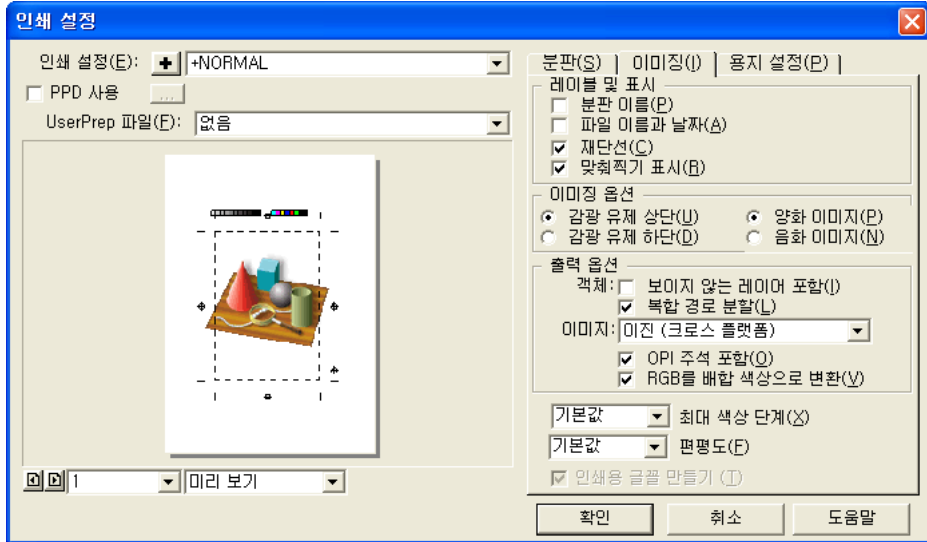 인쇄 설정
인쇄 설정(E): +NORMAL
PPD 사용 ...
UserPrep 파일(F): 없음
1 미리 보기
분판(S) 이미징(I) 용지 설정(P)
레이블 및 표시
분판 이름(P)
파일 이름과 날짜(A)
재단선(C)
맞춰찍기 표시(R)
이미징 옵션
감광 유제 상단(U) 양화 이미지(P)
감광 유제 하단(D) 음화 이미지(N)
출력 옵션
객체: 보이지 않는 레이어 포함(I)
복합 경로 분할(L)
이미지: 이진 (크로스 플랫폼)
OPI 주석 포함(O)
RGB를 배합 색상으로 변환(V)
기본값 최대 색상 단계(X)
기본값 편평도(F)
인쇄용 글꼴 만들기 (T)
확인 취소 도움말